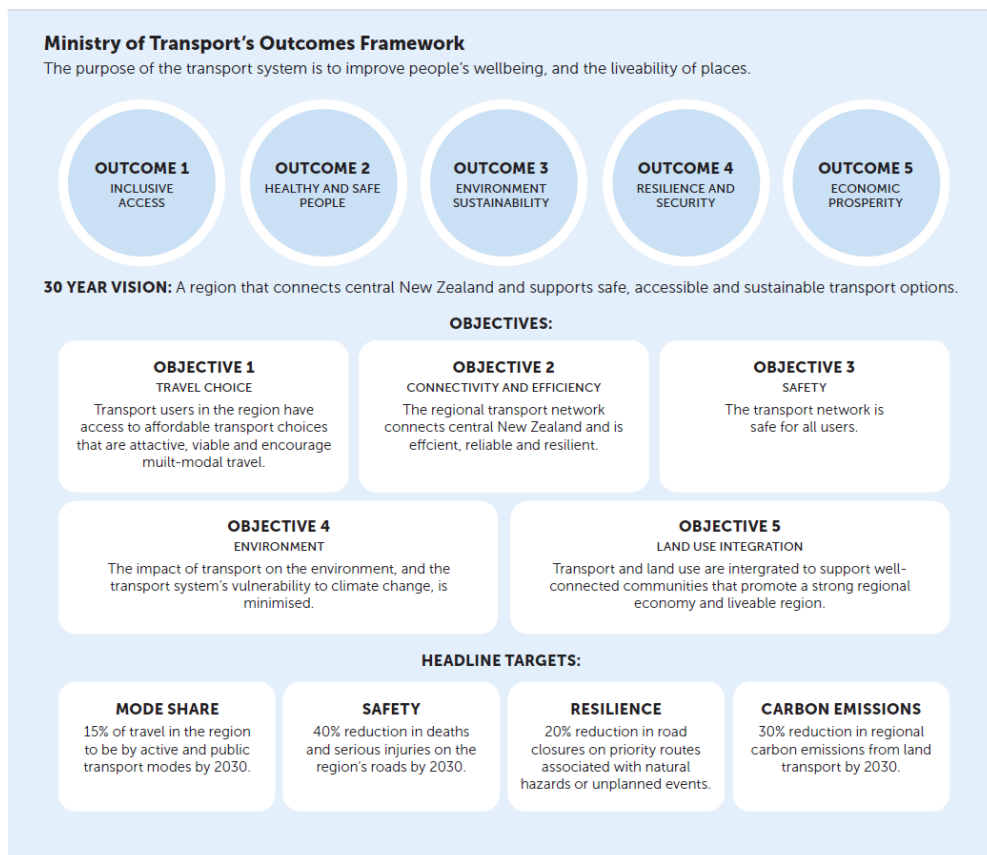 Ministry of Transport's Outcomes Framework
The purpose of the transport system is to improve people's wellbeing, and the liveability of places.
OUTCOME 1
INCLUSIVE
ACCESS
OUTCOME 2
HEALTHY AND SAFE
PEOPLE
OUTCOME 3
ENVIRONMENT
SUSTAINABILITY
OUTCOME 4
RESILIENCE AND
SECURITY
OUTCOME 5
ECONOMIC
PROSPERITY
30 YEAR VISION: A region that connects central New Zealand and supports safe, accessible and sustainable transport options.
OBJECTIVES:
OBJECTIVE 1
TRAVEL CHOICE
Transport users in the region have
access to affordable transport choices
that are attactive, viable and encourage
muilt-modal travel.
OBJECTIVE 2
CONNECTIVITY AND EFFICIENCY
The regional transport network
connects central New Zealand and is
effcient, reliable and resilient.
OBJECTIVE 3
SAFETY
The transport network is
safe for all users.
OBJECTIVE 4
ENVIRONMENT
The impact of transport on the environment, and the
transport system's vulnerability to climate change, is
minimised.
OBJECTIVE 5
LAND USE INTEGRATION
Transport and land use are intergrated to support well-
connected communities that promote a strong regional
economy and liveable region.
HEADLINE TARGETS:
MODE SHARE
15% of travel in the region
to be by active and public
transport modes by 2030.
SAFETY
40% reduction in deaths
and serious injuries on the
region's roads by 2030.
RESILIENCE
20% reduction in road
closures on priority routes
associated with natural
hazards or unplanned events.
CARBON EMISSIONS
30% reduction in regional
carbon emissions from land
transport by 2030.